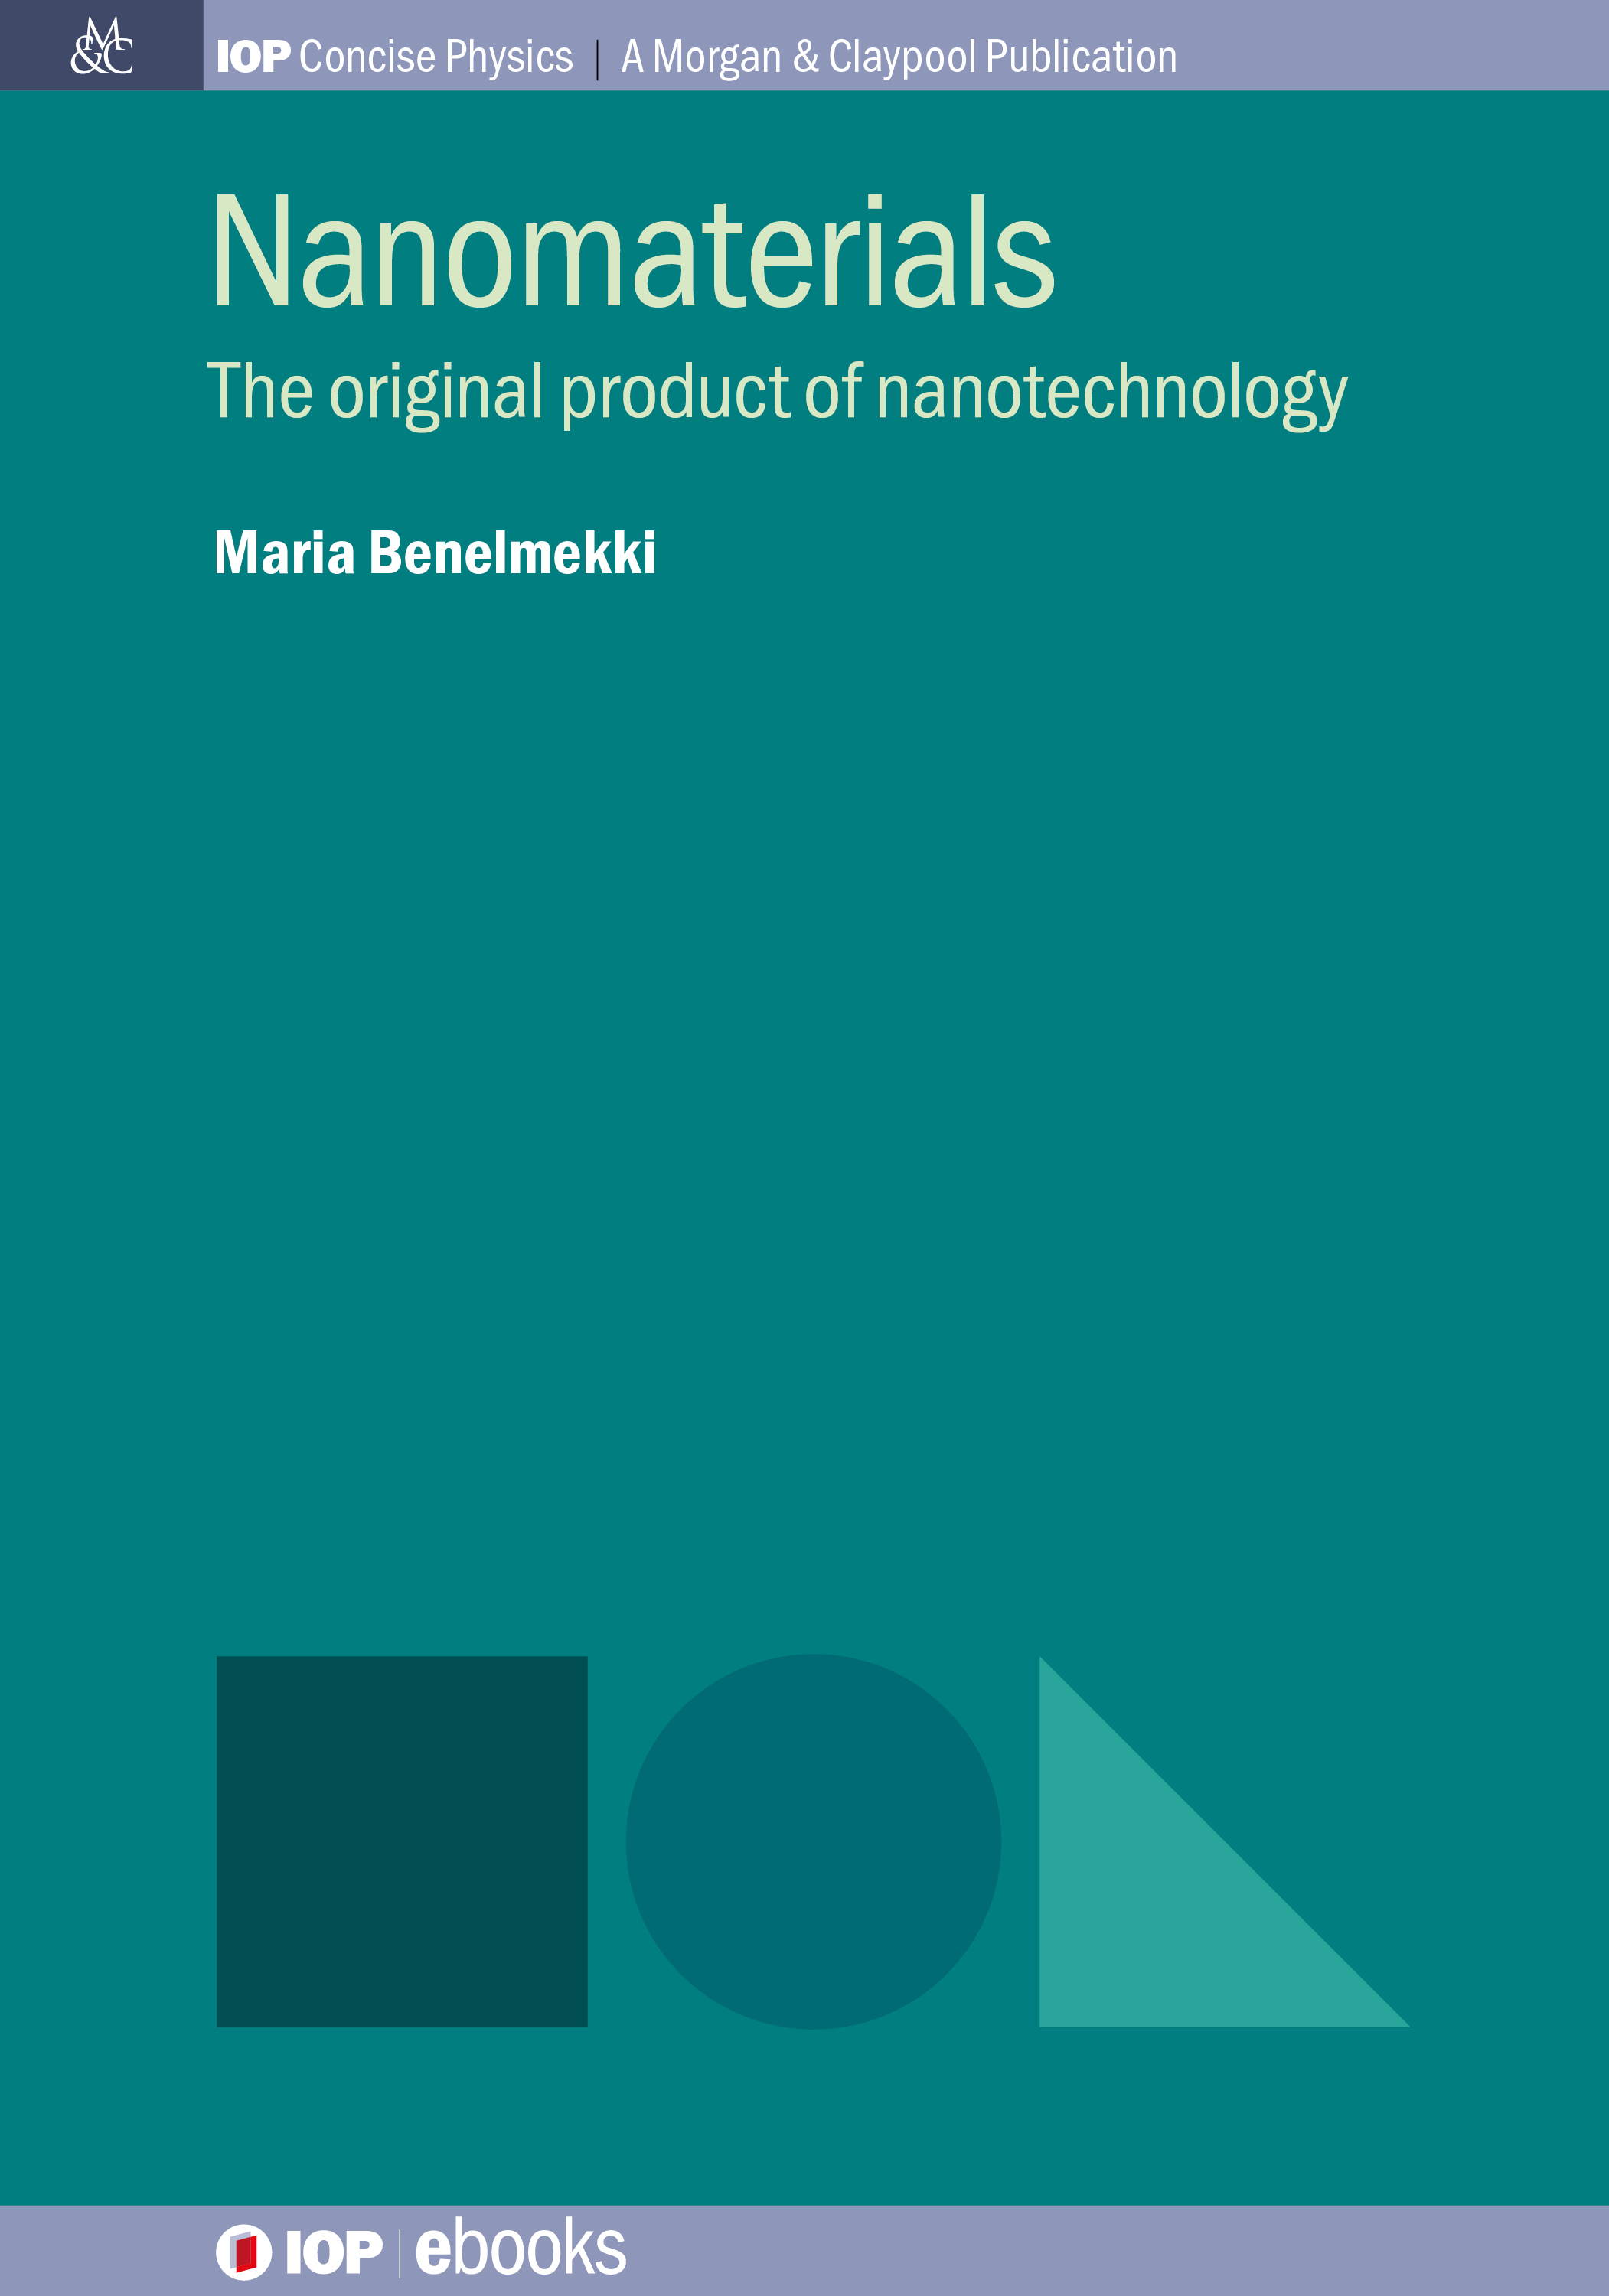 M&C
IOP Concise Physics | A Morgan & Claypool Publication
Nanomaterials
The original product of nanotechnology
Maria Benelmekki
IOP | ebooks